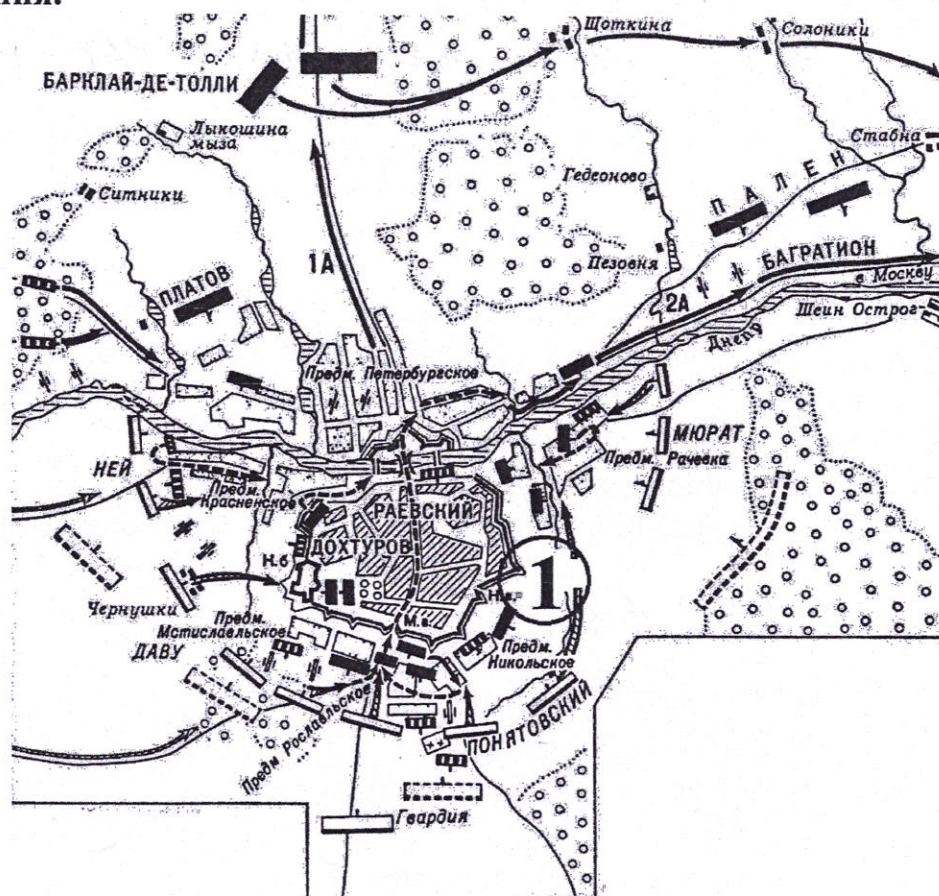 Щоткина
Солоники
БАРКЛАЙ-ДЕ-ТОЛЛИ
Лыкошина
мыза
Стабна
Ситники
Гедеоново
ПАЛЕН
1А
Пезовня
БАГРАТИОН
ПЛАТОВ
2А
в Москву
Шеин Острог
Днепр
Предм. Петербургское
МЮРАТ
НЕЙ
Предм. Рачевка
Предм.
Красненское
РАЕВСКИЙ
ДОХТУРОВ
Н.б
1
Чернушки
М.в.
Предм.
Мстиславльское
Предм.
Никольское
ДАВУ
Предм Рославльское
ПОНЯТОВСКИЙ
Гвардия